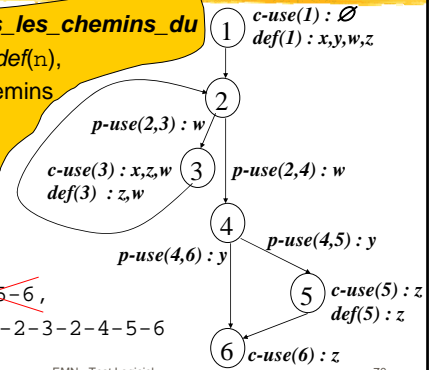 s_les_chemins_du
def(n),
emins
1
c-use(1) : Ø
def(1) : x,y,w,z
2
p-use(2,3) : w
c-use(3) : x,z,w
def(3) : z,w
3
p-use(2,4) : w
4
p-use(4,6) : y
p-use(4,5) : y
5
c-use(5) : z
def(5) : z
5-6,
-2-3-2-4-5-6
6
c-use(6) : z